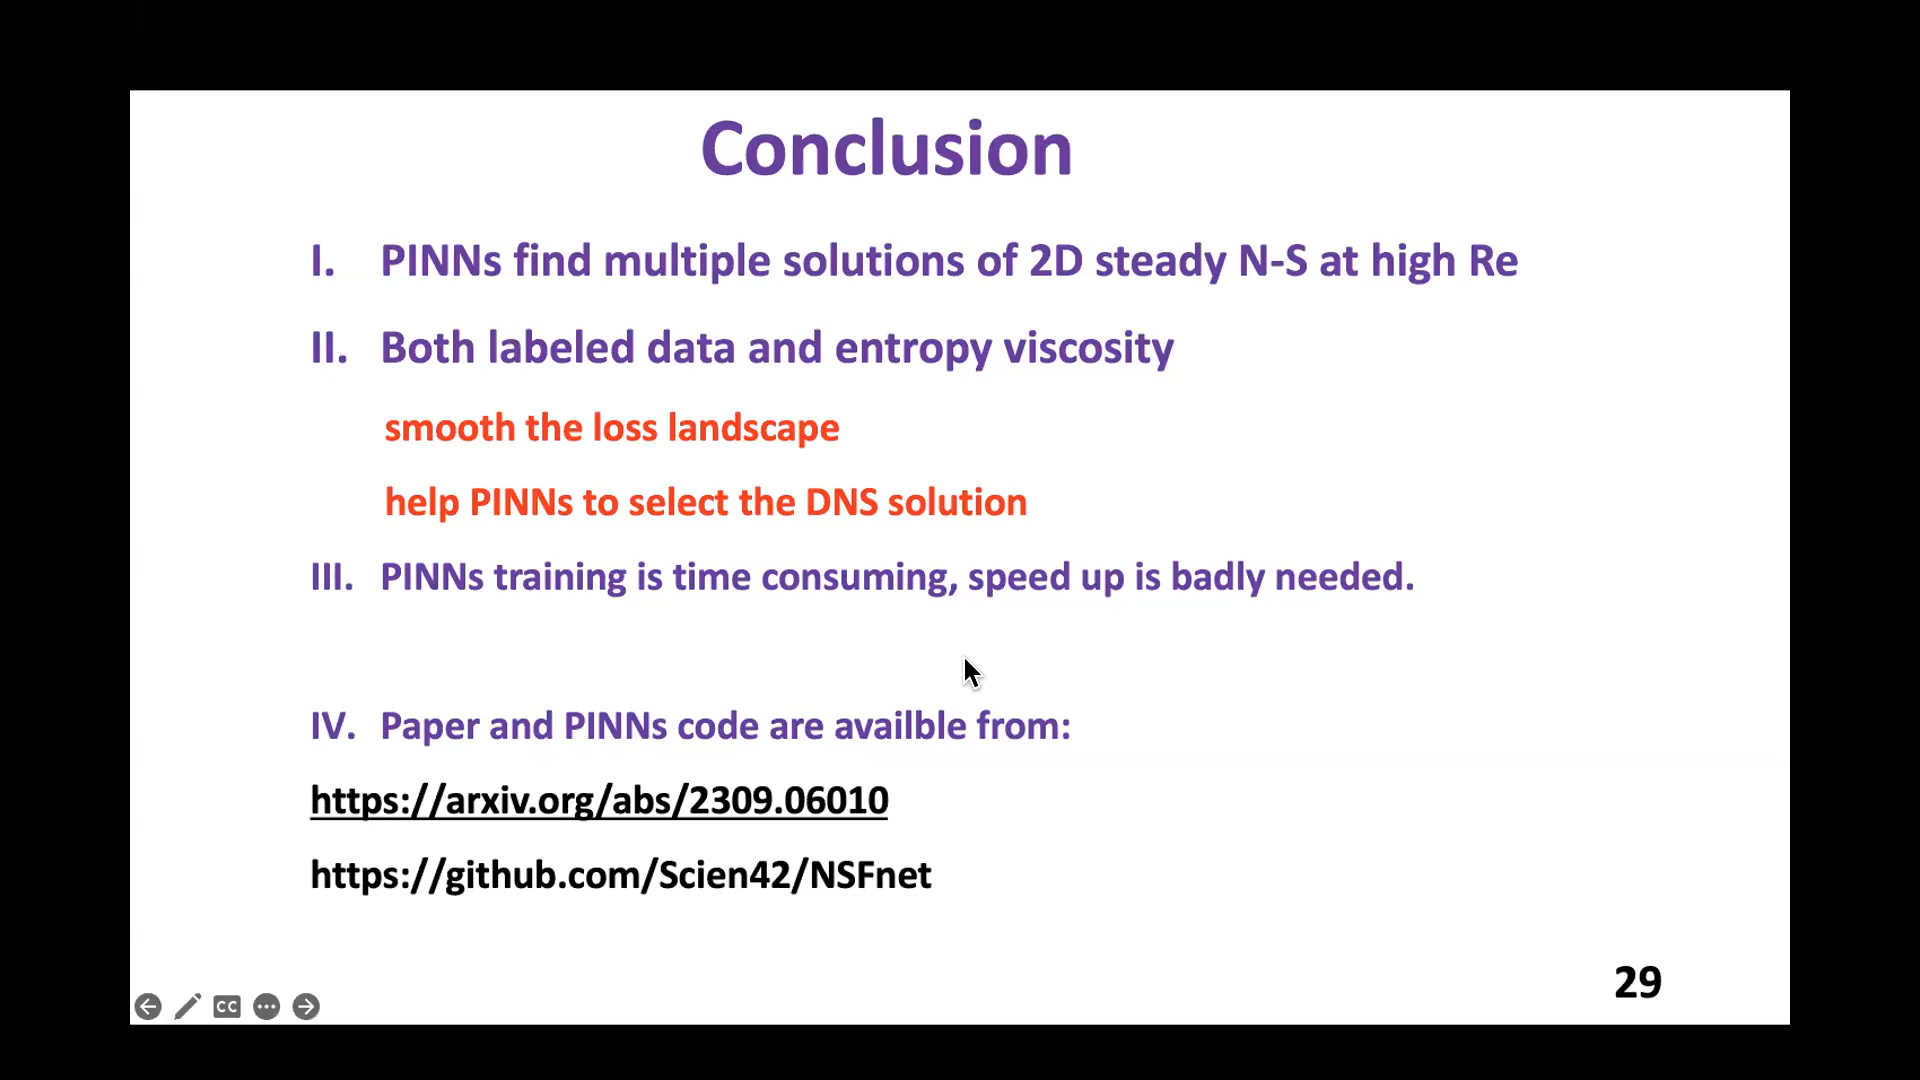 Conclusion
I. PINNs find multiple solutions of 2D steady N-S at high Re
II. Both labeled data and entropy viscosity
smooth the loss landscape
help PINNs to select the DNS solution
III. PINNs training is time consuming, speed up is badly needed.
IV. Paper and PINNs code are availble from:
https://arxiv.org/abs/2309.06010
https://github.com/Scien42/NSFnet
29
CC